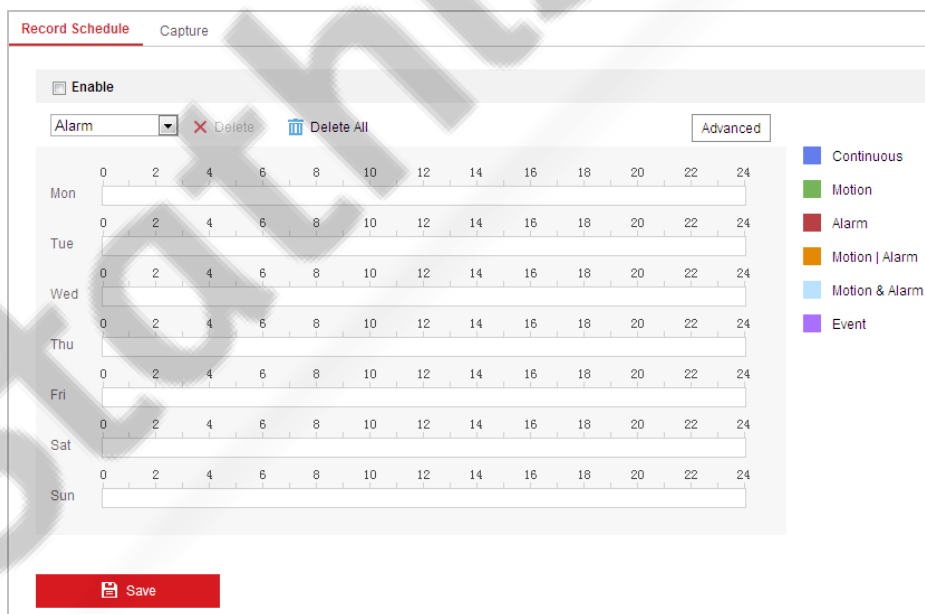 Record Schedule Capture
Enable
Alarm Delete Delete All Advanced
Continuous
0 2 4 6 8 10 12 14 16 18 20 22 24
Mon
Motion
0 2 4 6 8 10 12 14 16 18 20 22 24
Alarm
Tue
Motion | Alarm
0 2 4 6 8 10 12 14 16 18 20 22 24
Wed
Motion & Alarm
0 2 4 6 8 10 12 14 16 18 20 22 24
Event
Thu
0 2 4 6 8 10 12 14 16 18 20 22 24
Fri
0 2 4 6 8 10 12 14 16 18 20 22 24
Sat
0 2 4 6 8 10 12 14 16 18 20 22 24
Sun
Save